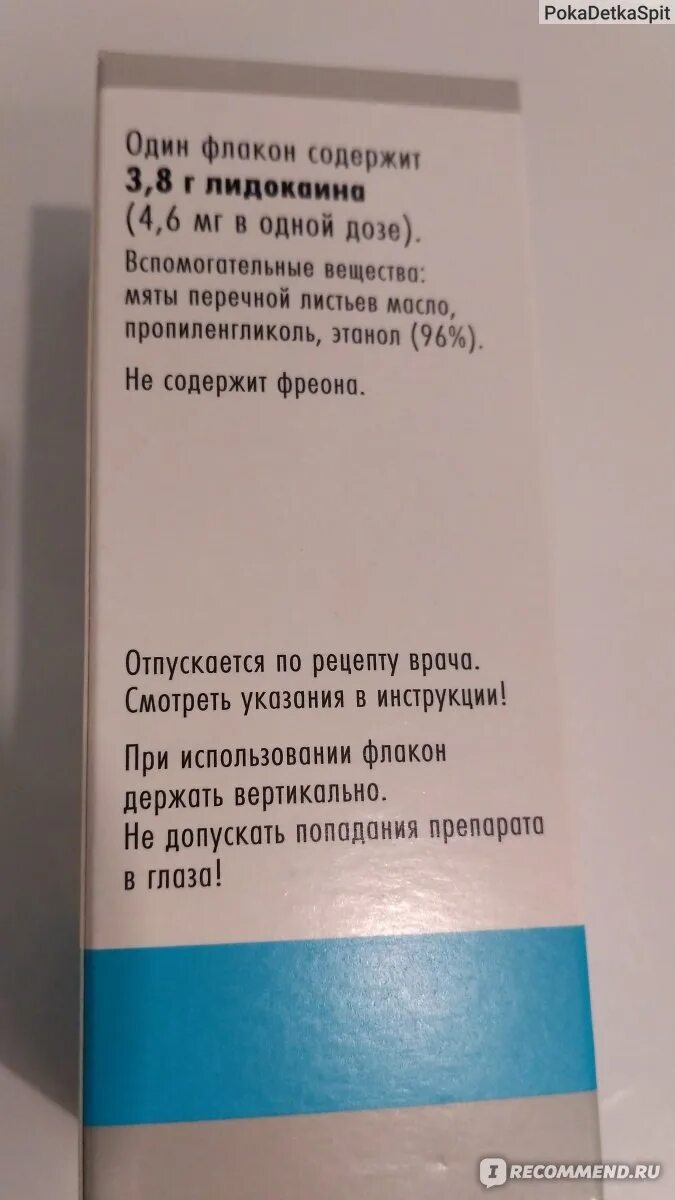 PokaDetkaSpit
Один флакон содержит
3,8 г лидокаина
(4,6 мг в одной дозе).
Вспомогательные вещества:
мяты перечной листьев масло,
пропиленгликоль, этанол (96%).
Не содержит фреона.
Отпускается по рецепту врача.
Смотреть указания в инструкции!
При использовании флакон
держать вертикально.
Не допускать попадания препарата
в глаза!
IRECOMMEND.RU